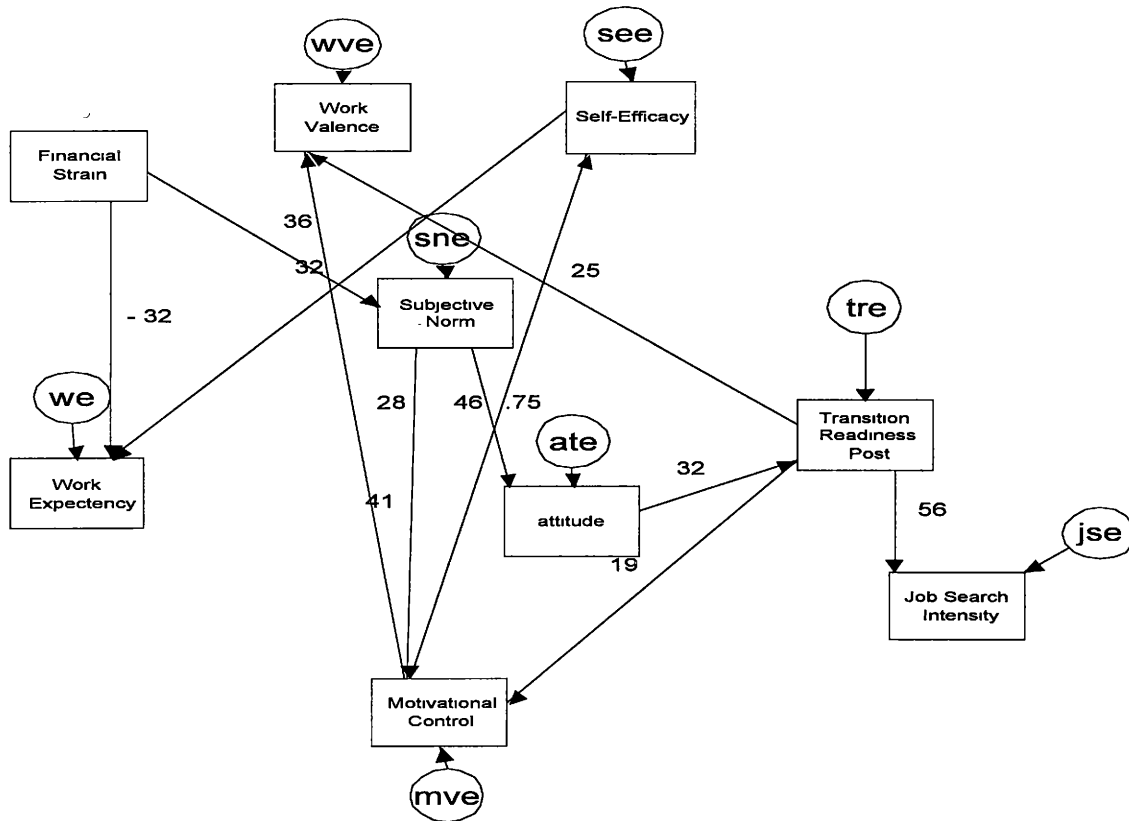 wve
see
Work
Valence
Self-Efficacy
Financial
Strain
36
sne
32
25
Subjective
Norm
- 32
tre
we
28
46
.75
Transition
Readiness
Post
ate
32
Work
Expectency
41
attitude
56
19
jse
Job Search
Intensity
Motivational
Control
mve